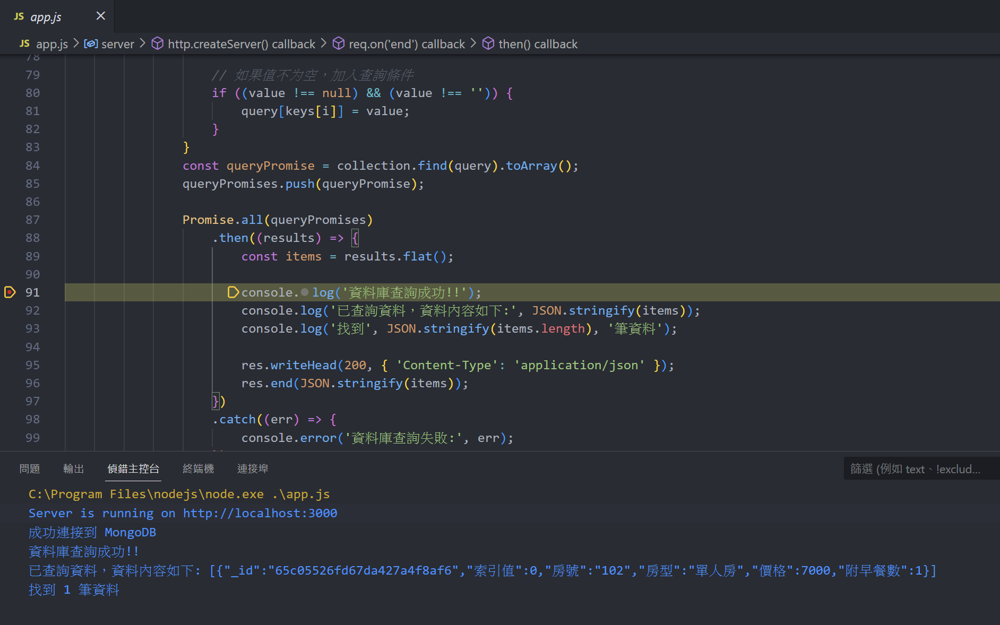 JS app.js
JS app.js > server > http.createServer() callback > req.on('end') callback > then() callback
78
79 // 如果值不为空，加入查詢條件
80 if ((value !== null) && (value !== '')) {
81 query[keys[i]] = value;
82 }
83 }
84 const queryPromise = collection.find(query).toArray();
85 queryPromises.push(queryPromise);
86
87 Promise.all(queryPromises)
88 .then((results) => {
89 const items = results.flat();
90
91 console.log('資料庫查詢成功!!');
92 console.log('已查詢資料，資料內容如下:', JSON.stringify(items));
93 console.log('找到', JSON.stringify(items.length), '筆資料');
94
95 res.writeHead(200, { 'Content-Type': 'application/json' });
96 res.end(JSON.stringify(items));
97 })
98 .catch((err) => {
99 console.error('資料庫查詢失敗:', err);
問題 輸出 偵錯主控台 終端機 連接埠 篩選 (例如 text、!exclud...
C:\Program Files\nodejs\node.exe .\app.js
Server is running on http://localhost:3000
成功連接到 MongoDB
資料庫查詢成功!!
已查詢資料，資料內容如下: [{"_id":"65c05526fd67da427a4f8af6","索引值":0,"房號":"102","房型":"單人房","價格":7000,"附早餐數":1}]
找到 1 筆資料